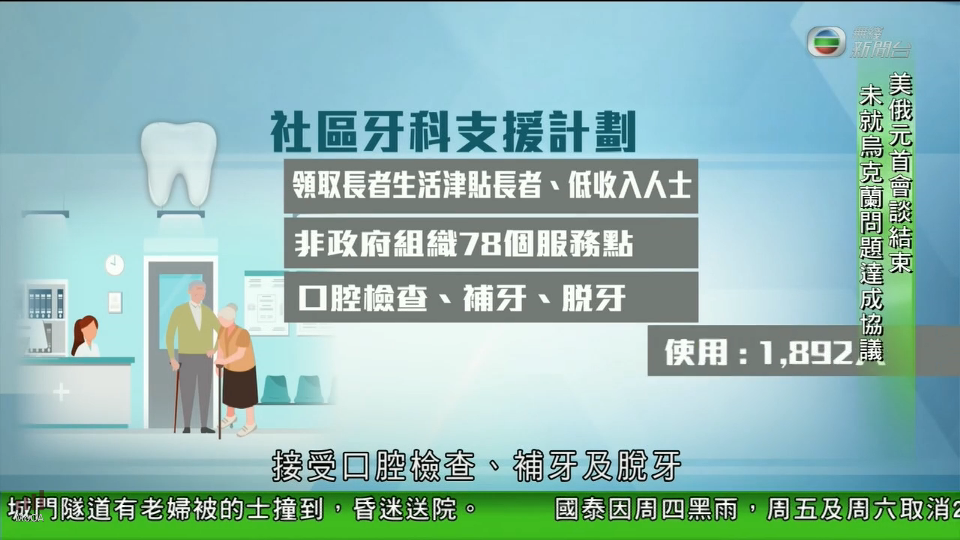 無綫
新聞台
美俄元首會談結束
未就烏克蘭問題達成協議
社區牙科支援計劃
領取長者生活津貼長者、低收入人士
非政府組織78個服務點
口腔檢查、補牙、脫牙
使用：1,892人
接受口腔檢查、補牙及脫牙
城門隧道有老婦被的士撞到，昏迷送院。
國泰因周四黑雨，周五及周六取消2